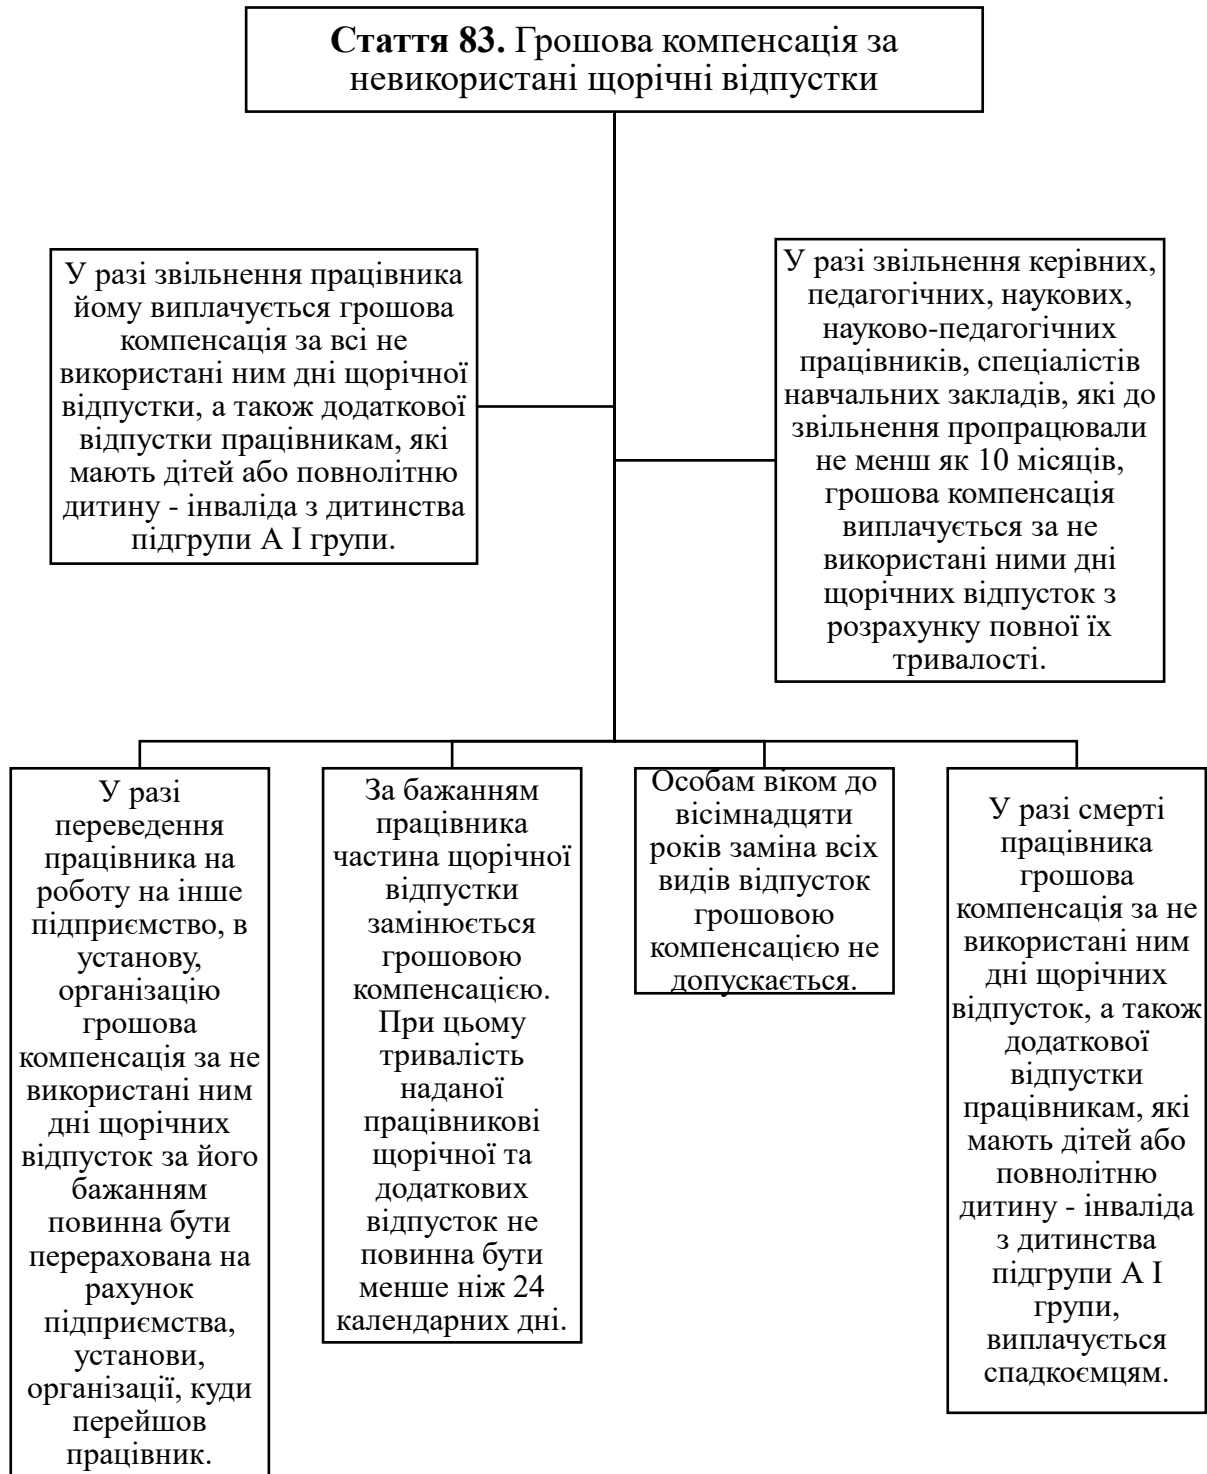 Стаття 83. Грошова компенсація за
невикористані щорічні відпустки
У разі звільнення працівника
йому виплачується грошова
компенсація за всі не
використані ним дні щорічної
відпустки, а також додаткової
відпустки працівникам, які
мають дітей або повнолітню
дитину - інваліда з дитинства
підгрупи А І групи.
У разі звільнення керівних,
педагогічних, наукових,
науково-педагогічних
працівників, спеціалістів
навчальних закладів, які до
звільнення пропрацювали
не менш як 10 місяців,
грошова компенсація
виплачується за не
використані ними дні
щорічних відпусток з
розрахунку повної їх
тривалості.
У разі
переведення
працівника на
роботу на інше
підприємство, в
установу,
організацію
грошова
компенсація за не
використані ним
дні щорічних
відпусток за його
бажанням
повинна бути
перерахована на
рахунок
підприємства,
установи,
організації, куди
перейшов
працівник.
За бажанням
працівника
частина щорічної
відпустки
замінюється
грошовою
компенсацією.
При цьому
тривалість
наданої
працівникові
щорічної та
додаткових
відпусток не
повинна бути
менше ніж 24
календарних дні.
Особам віком до
вісімнадцяти
років заміна всіх
видів відпусток
грошовою
компенсацією не
допускається.
У разі смерті
працівника
грошова
компенсація за не
використані ним
дні щорічних
відпусток, а також
додаткової
відпустки
працівникам, які
мають дітей або
повнолітню
дитину - інваліда
з дитинства
підгрупи А І
групи,
виплачується
спадкоємцям.